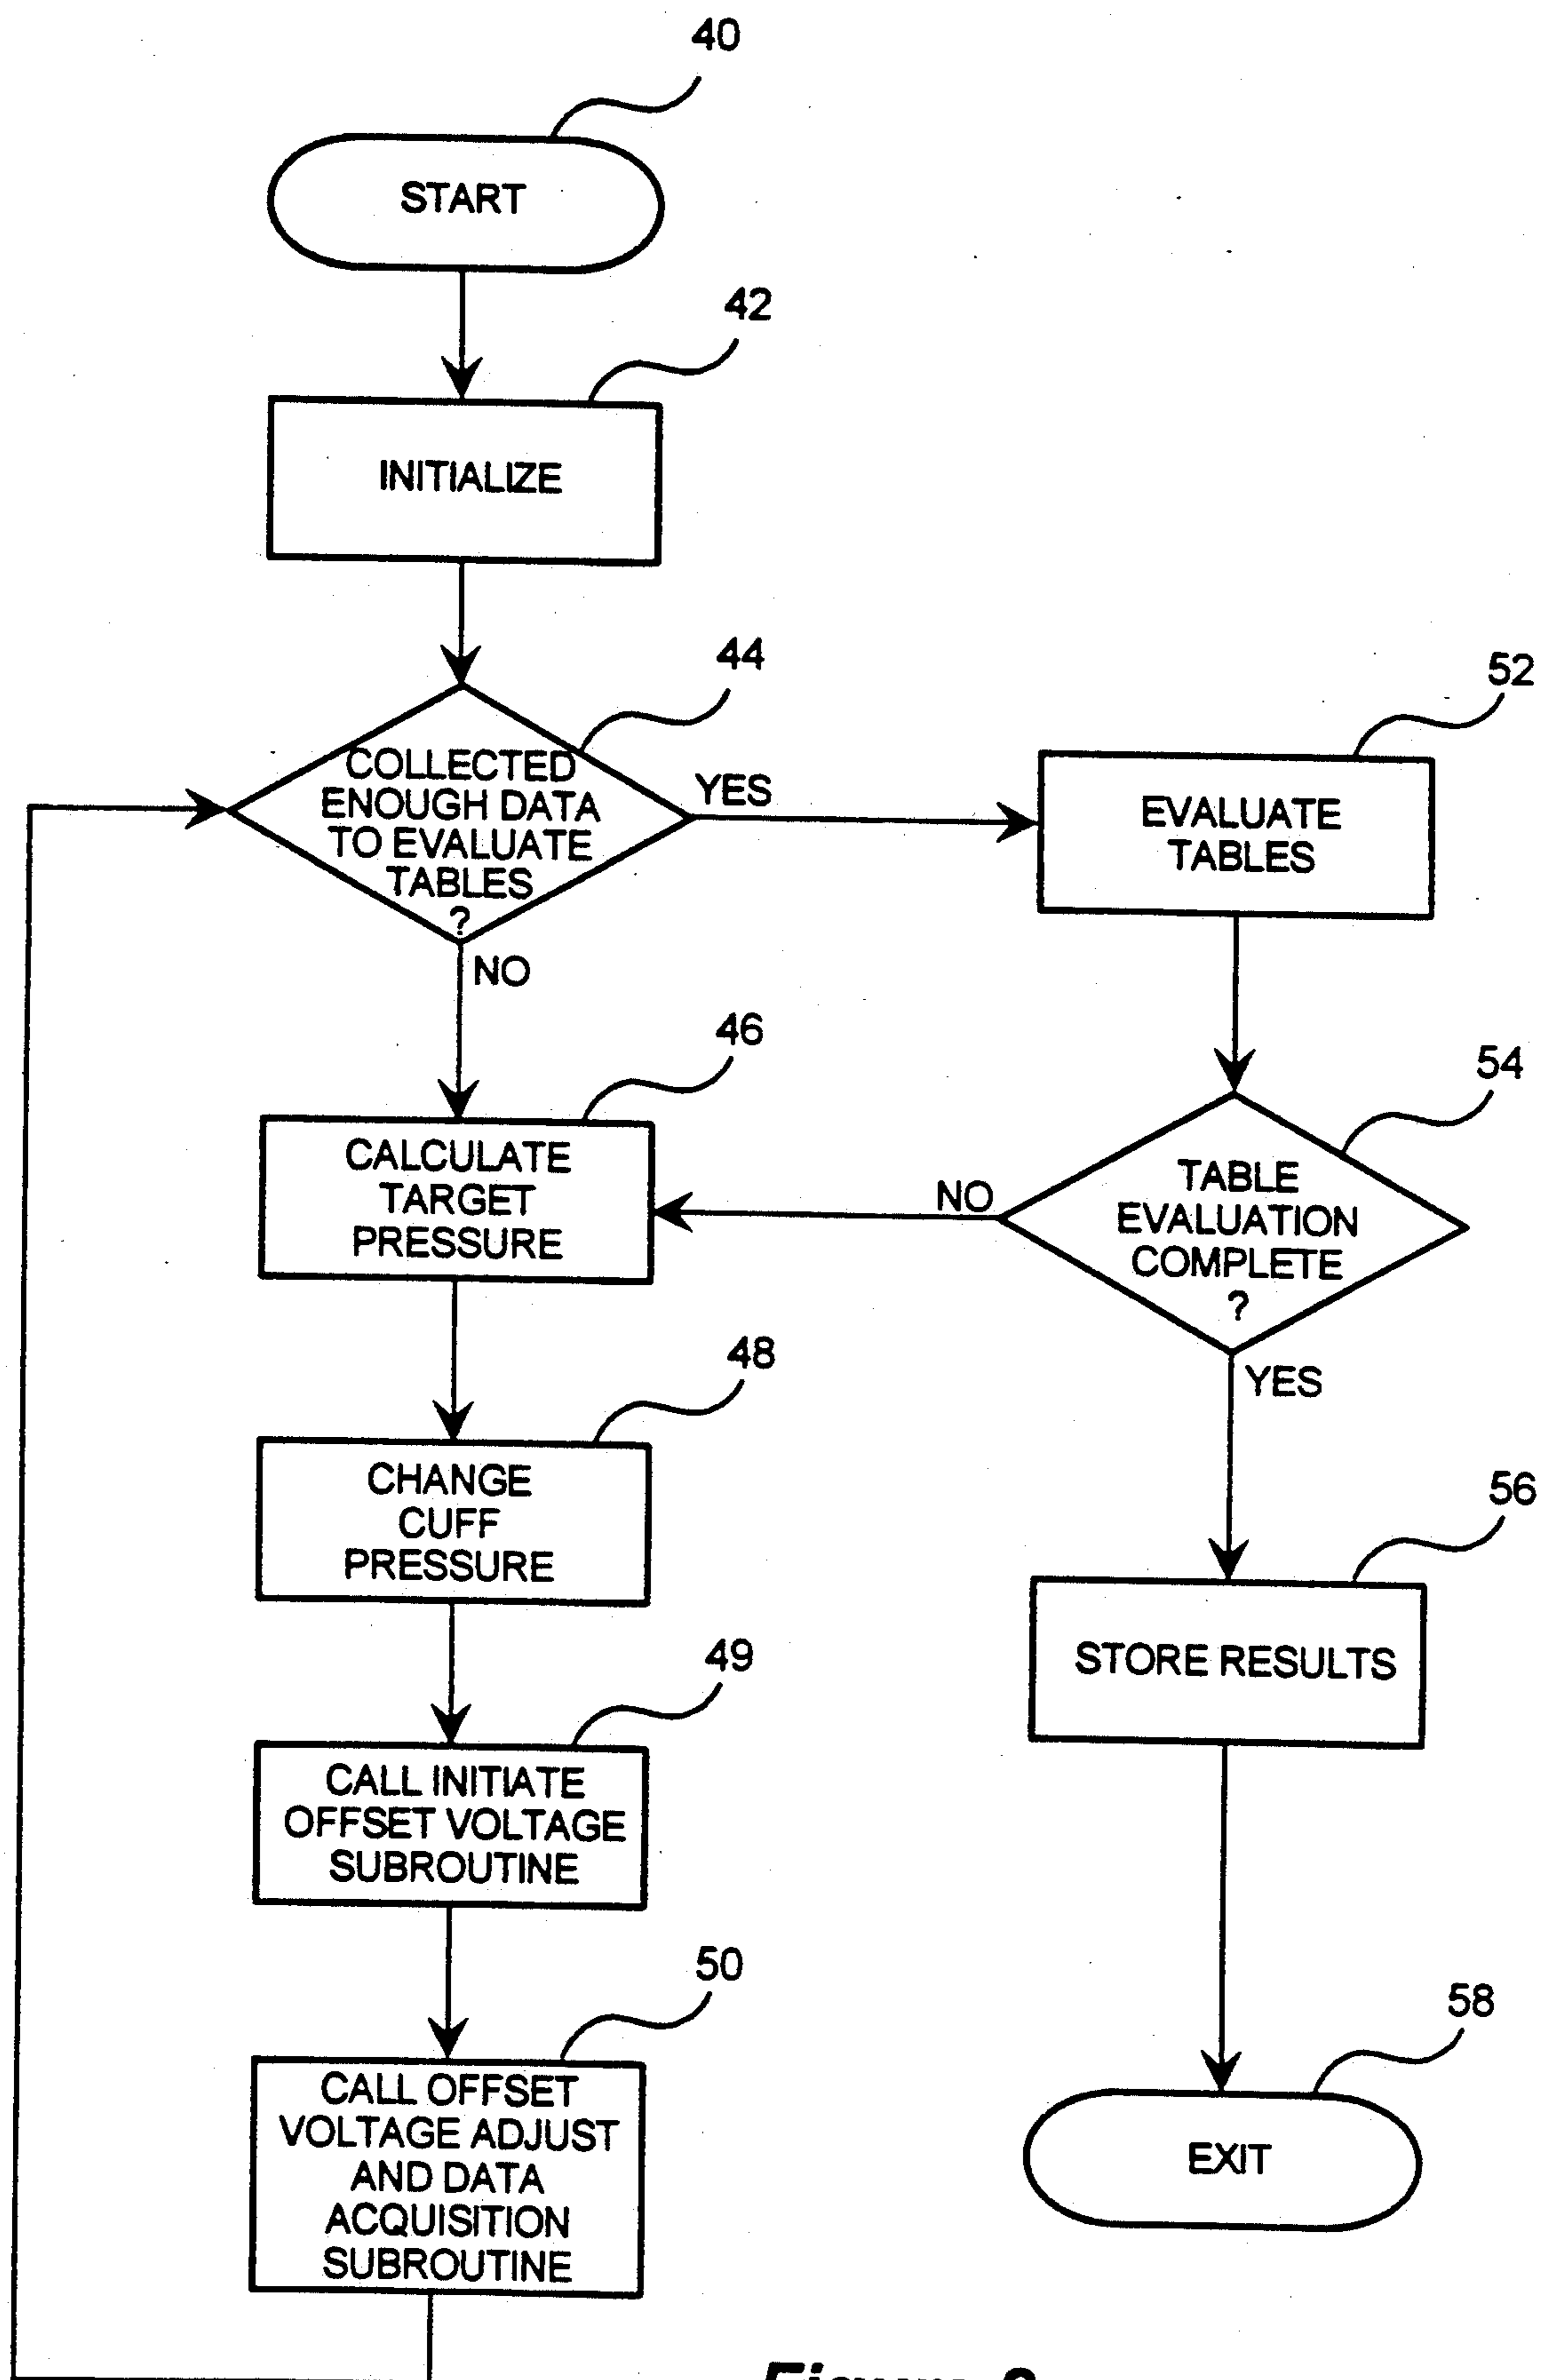 40
START
42
INITIALIZE
44
COLLECTED
ENOUGH DATA
TO EVALUATE
TABLES
?
YES
NO
52
EVALUATE
TABLES
46
CALCULATE
TARGET
PRESSURE
54
TABLE
EVALUATION
COMPLETE
?
NO
YES
48
CHANGE
CUFF
PRESSURE
56
STORE RESULTS
49
CALL INITIATE
OFFSET VOLTAGE
SUBROUTINE
50
CALL OFFSET
VOLTAGE ADJUST
AND DATA
ACQUISITION
SUBROUTINE
58
EXIT
Figure